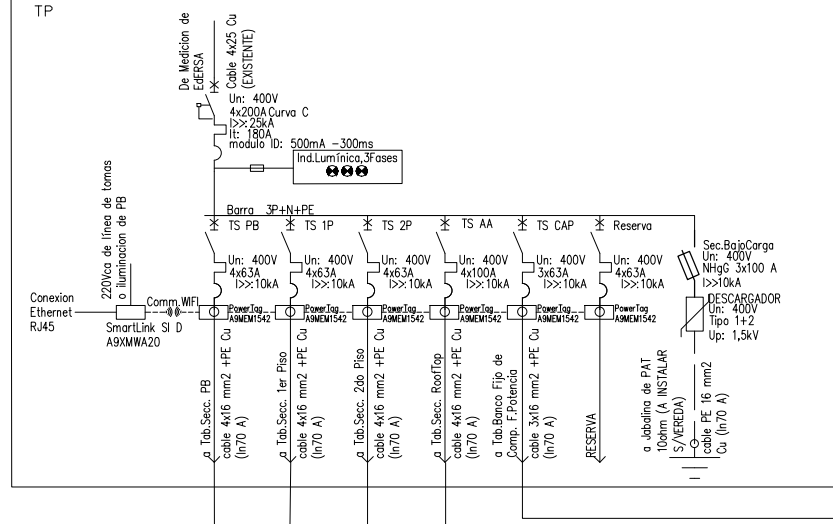 TP
De Medicion de
EdERSA
Cable 4x25 Cu
(EXISTENTE)
Un: 400V
4x200A Curva C
I>>:25kA
It: 180A
modulo ID: 500mA -300ms
Ind.Lumínica,3Fases
Barra 3P+N+PE
TS PB
TS 1P
TS 2P
TS AA
TS CAP
Reserva
Un: 400V
4x63A
I>>:10kA
Un: 400V
4x63A
I>>:10kA
Un: 400V
4x63A
I>>:10kA
Un: 400V
4x100A
I>>:10kA
Un: 400V
3x63A
I>>:10kA
Un: 400V
4x63A
I>>:10kA
Sec.BajoCarga
Un: 400V
NHgG 3x100 A
I>>10kA
DESCARGADOR
Un: 400V
Tipo 1+2
Up: 1,5kV
220Vca de línea de tomas
o iluminacion de PB
Conexion
Ethernet
RJ45
Comm.WIFI
SmartLink SI D
A9XMWA20
PowerTag
A9MEM1542
PowerTag
A9MEM1542
PowerTag
A9MEM1542
PowerTag
A9MEM1542
PowerTag
A9MEM1542
PowerTag
A9MEM1542
a Tab.Secc. PB
cable 4x16 mm2 +PE Cu
(In70 A)
a Tab.Secc. 1er Piso
cable 4x16 mm2 +PE Cu
(In70 A)
a Tab.Secc. 2do Piso
cable 4x16 mm2 +PE Cu
(In70 A)
a Tab.Secc. RoofTop
cable 4x16 mm2 +PE Cu
(In70 A)
a Tab.Banco Fijo de
Comp. F.Potencia
cable 3x16 mm2 +PE Cu
(In70 A)
RESERVA
a Jabalina de PAT
10ohm (A INSTALAR
S/VEREDA)
cable PE 16 mm2
Cu (In70 A)